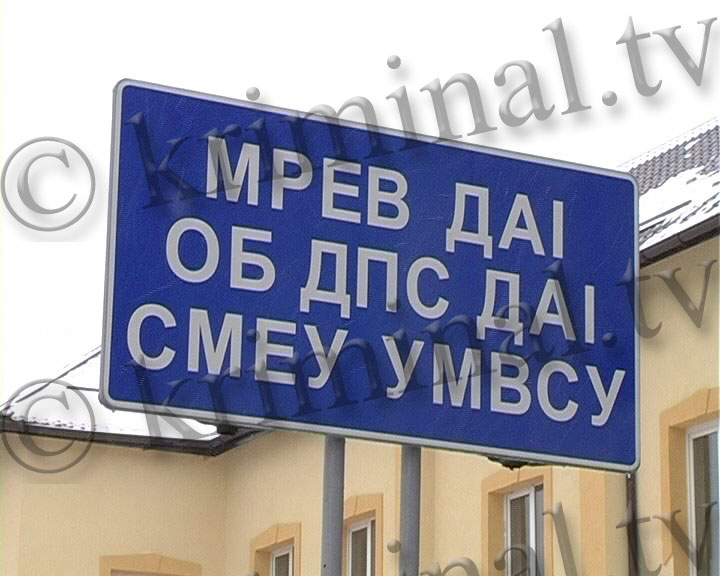 © kriminal.tv
МРЕВ ДАІ
ОБ ДПС ДАІ
СМЕУ УМВСУ
© kriminal.tv
kriminal.tv